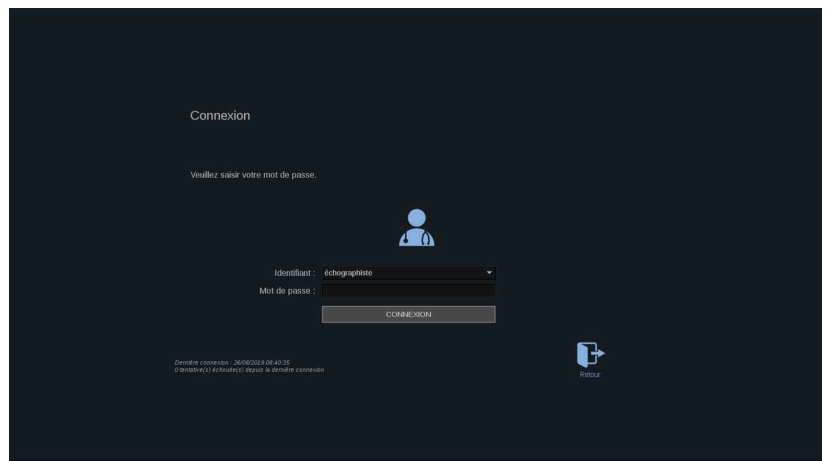 Connexion
Veuillez saisir votre mot de passe.
Identifiant : échographiste
Mot de passe :
CONNEXION
Dernière connexion : 26/08/2019 08:40:35
0 tentative(s) échouée(s) depuis la dernière connexion
Retour